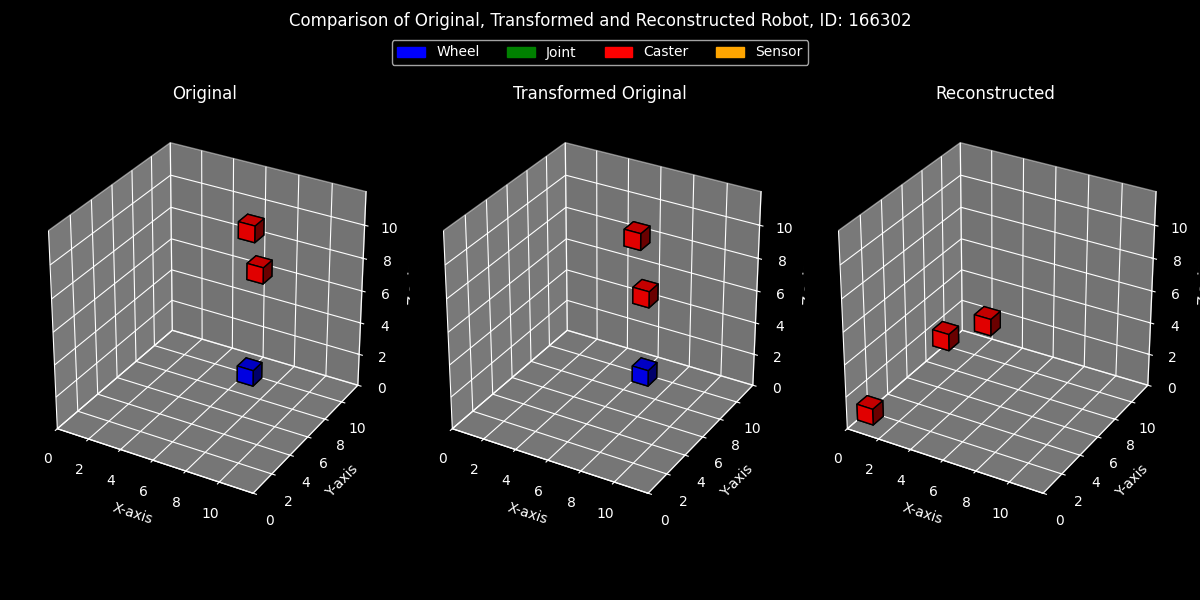 Comparison of Original, Transformed and Reconstructed Robot, ID: 166302
Wheel Joint Caster Sensor
Original Transformed Original Reconstructed
10 10 10
8 8 8
6 6 6
4 4 4
2 2 2
0 0 0
10 10 10
8 8 8
6 6 6
4 4 4
2 2 2
0 0 0
Y-axis Y-axis Y-axis
0 2 4 6 8 10 0 2 4 6 8 10 0 2 4 6 8 10
X-axis X-axis X-axis